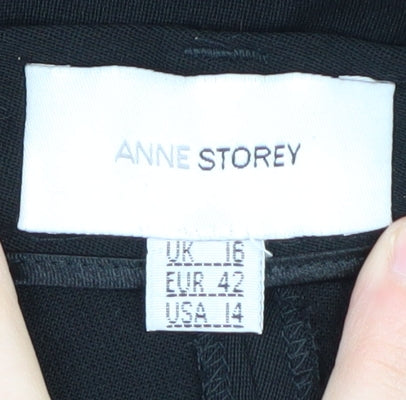 ANNE STOREY
UK 16
EUR 42
USA 14